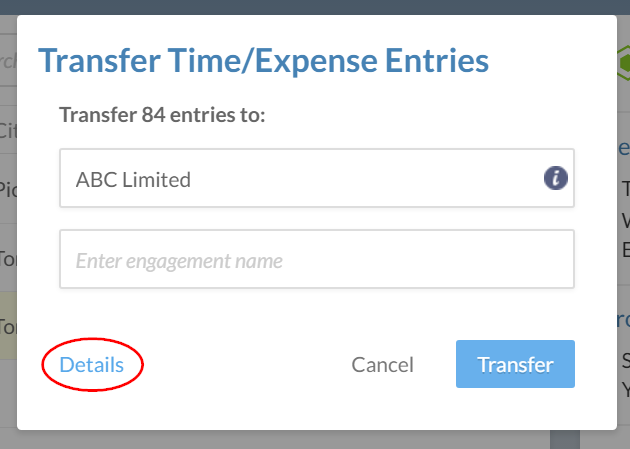 Transfer Time/Expense Entries
Transfer 84 entries to:
ABC Limited
i
Enter engagement name
Details
Cancel
Transfer